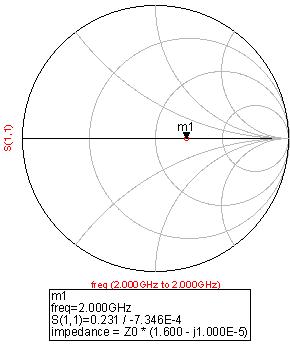 m1
S(1,1)
freq (2.000GHz to 2.000GHz)
m1
freq=2.000GHz
S(1,1)=0.231 / -7.346E-4
impedance = Z0 * (1.600 - j1.000E-5)